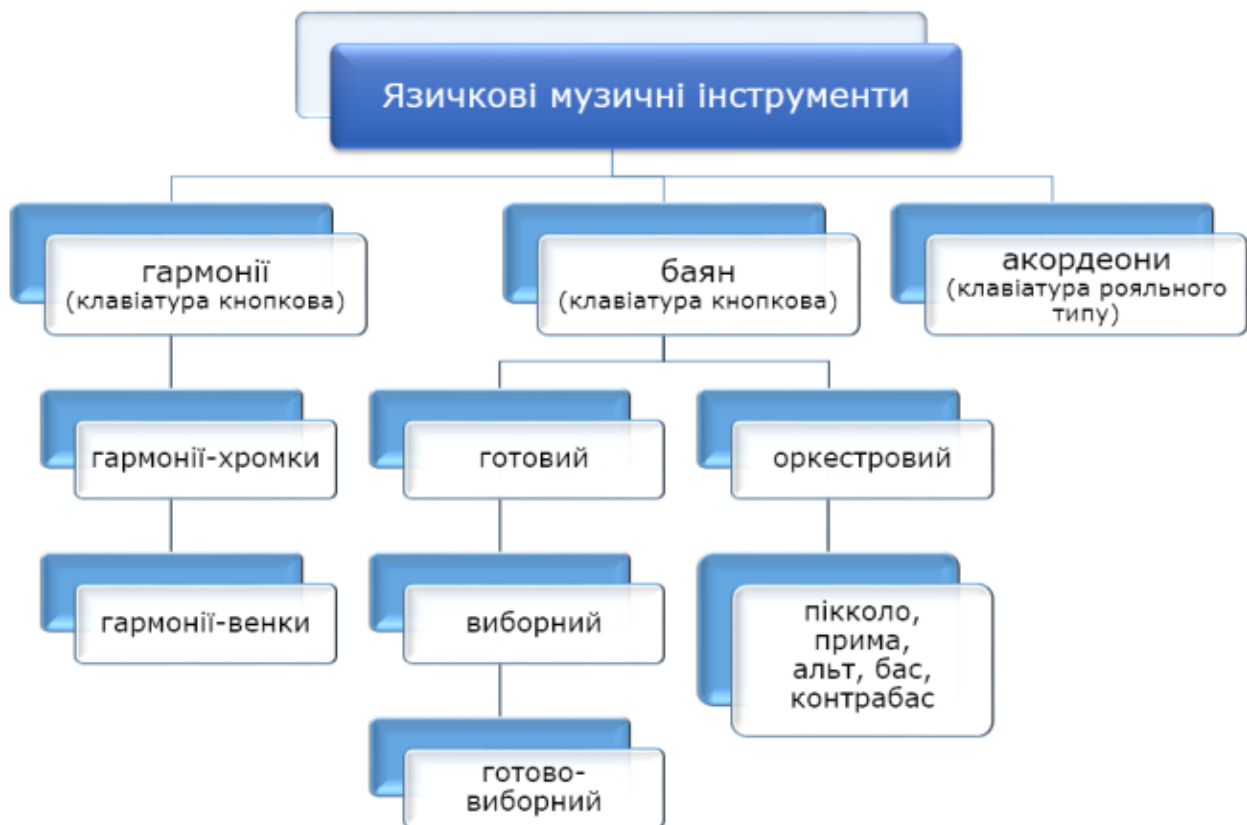 Язичкові музичні інструменти
гармонії
(клавіатура кнопкова)
баян
(клавіатура кнопкова)
акордеони
(клавіатура рояльного
типу)
гармонії-хромки
готовий
оркестровий
гармонії-венки
виборний
пікколо,
прима,
альт, бас,
контрабас
готово-
виборний